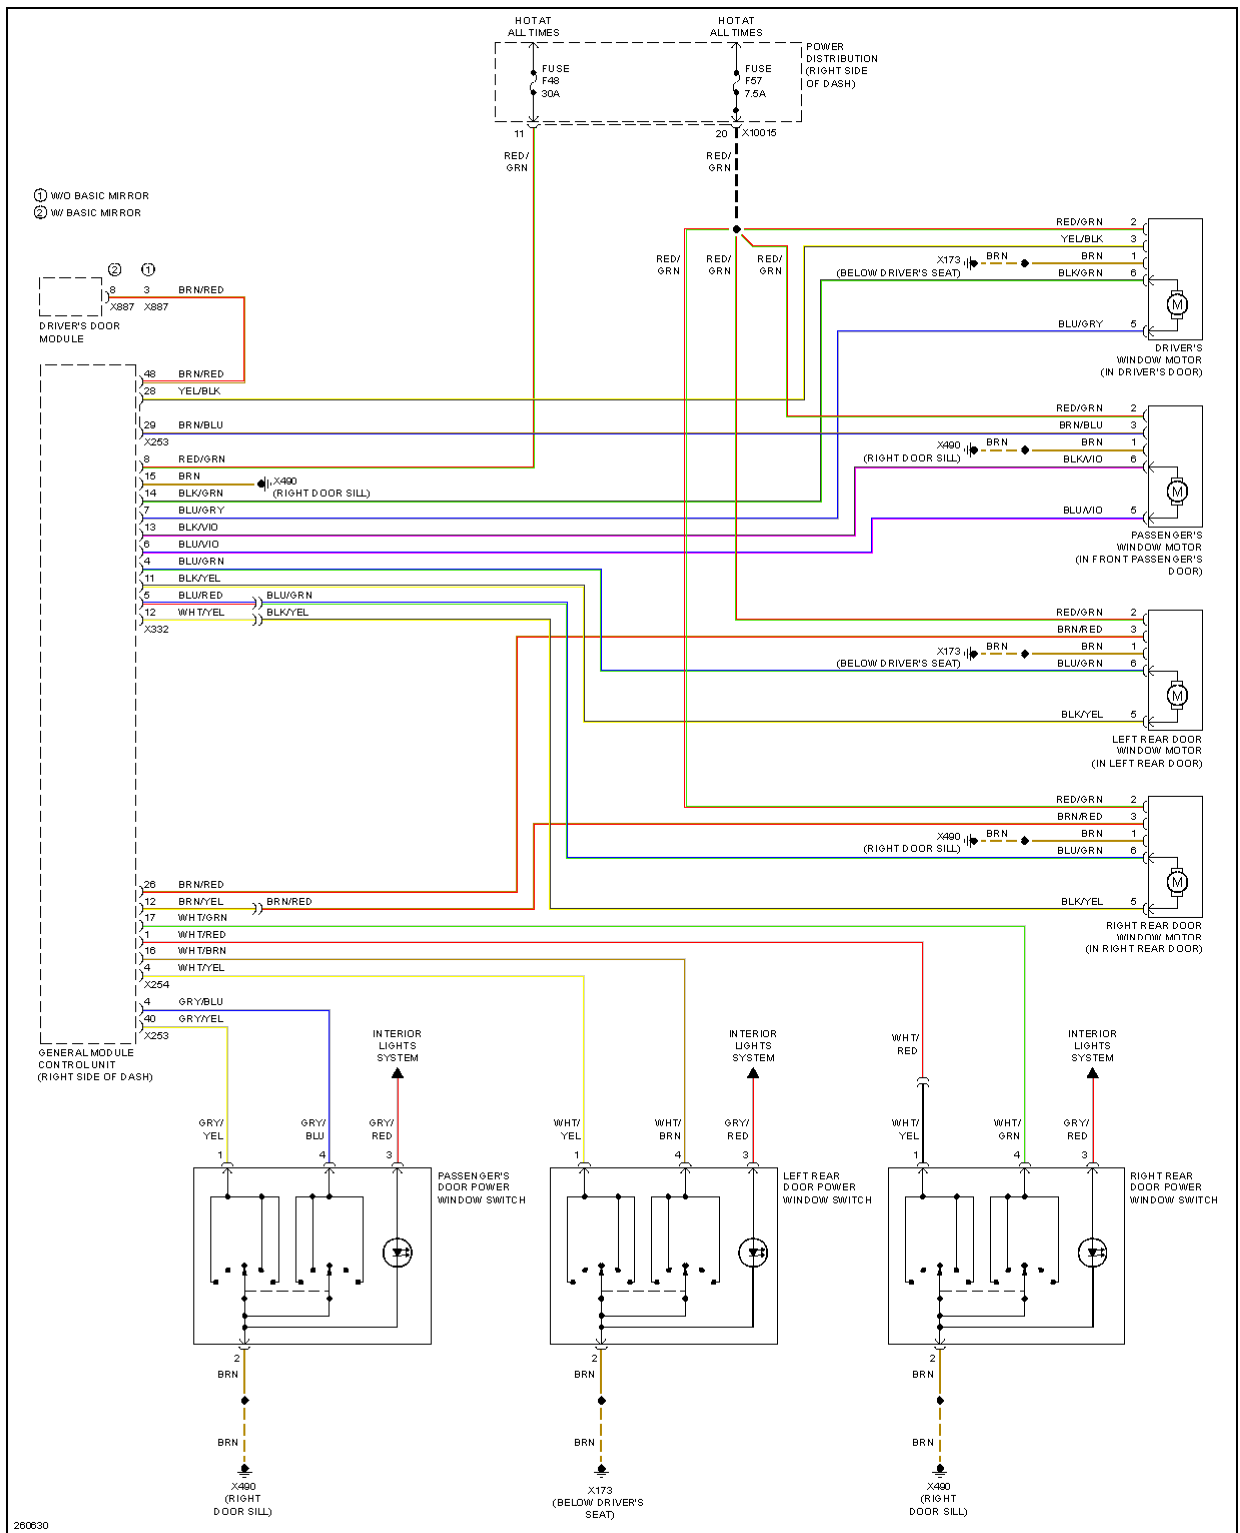 HOT AT
ALL TIMES
HOT AT
ALL TIMES
POWER
DISTRIBUTION
(RIGHT SIDE
OF DASH)
FUSE
F48
30A
FUSE
F57
7.5A
11
20
X10015
RED/
GRN
RED/
GRN
① W/O BASIC MIRROR
② W/ BASIC MIRROR
② ①
8 3 BRN/RED
X887 X887
DRIVER'S DOOR
MODULE
RED/
GRN
RED/
GRN
RED/
GRN
RED/GRN 2
YEL/BLK 3
X173 BRN BRN 1
(BELOW DRIVER'S SEAT) BLK/GRN 6
M
BLU/GRY 5
DRIVER'S
WINDOW MOTOR
(IN DRIVER'S DOOR)
48 BRN/RED
28 YEL/BLK
29 BRN/BLU
X253
8 RED/GRN
15 BRN
X490
(RIGHT DOOR SILL)
14 BLK/GRN
7 BLU/GRY
13 BLK/VIO
6 BLU/VIO
4 BLU/GRN
11 BLK/YEL
5 BLU/RED BLU/GRN
12 WHT/YEL BLK/YEL
X332
RED/GRN 2
BRN/BLU 3
X490 BRN BRN 1
(RIGHT DOOR SILL) BLK/VIO 6
M
BLU/VIO 5
PASSENGER'S
WINDOW MOTOR
(IN FRONT PASSENGER'S
DOOR)
RED/GRN 2
BRN/RED 3
X173 BRN BRN 1
(BELOW DRIVER'S SEAT) BLU/GRN 6
M
BLK/YEL 5
LEFT REAR DOOR
WINDOW MOTOR
(IN LEFT REAR DOOR)
RED/GRN 2
BRN/RED 3
X490 BRN BRN 1
(RIGHT DOOR SILL) BLU/GRN 6
M
BLK/YEL 5
RIGHT REAR DOOR
WINDOW MOTOR
(IN RIGHT REAR DOOR)
26 BRN/RED
12 BRN/YEL BRN/RED
17 WHT/GRN
1 WHT/RED
16 WHT/BRN
4 WHT/YEL
X254
4 GRY/BLU
40 GRY/YEL
X253
GENERAL MODULE
CONTROL UNIT
(RIGHT SIDE OF DASH)
INTERIOR
LIGHTS
SYSTEM
INTERIOR
LIGHTS
SYSTEM
WHT/
RED
INTERIOR
LIGHTS
SYSTEM
GRY/
YEL
GRY/
BLU
GRY/
RED
WHT/
YEL
WHT/
BRN
GRY/
RED
WHT/
YEL
WHT/
GRN
GRY/
RED
1 4 3
1 4 3
1 4 3
PASSENGER'S
DOOR POWER
WINDOW SWITCH
LEFT REAR
DOOR POWER
WINDOW SWITCH
RIGHT REAR
DOOR POWER
WINDOW SWITCH
2
BRN
BRN
X490
(RIGHT
DOOR SILL)
2
BRN
BRN
X173
(BELOW DRIVER'S
SEAT)
2
BRN
BRN
X490
(RIGHT
DOOR SILL)
260630